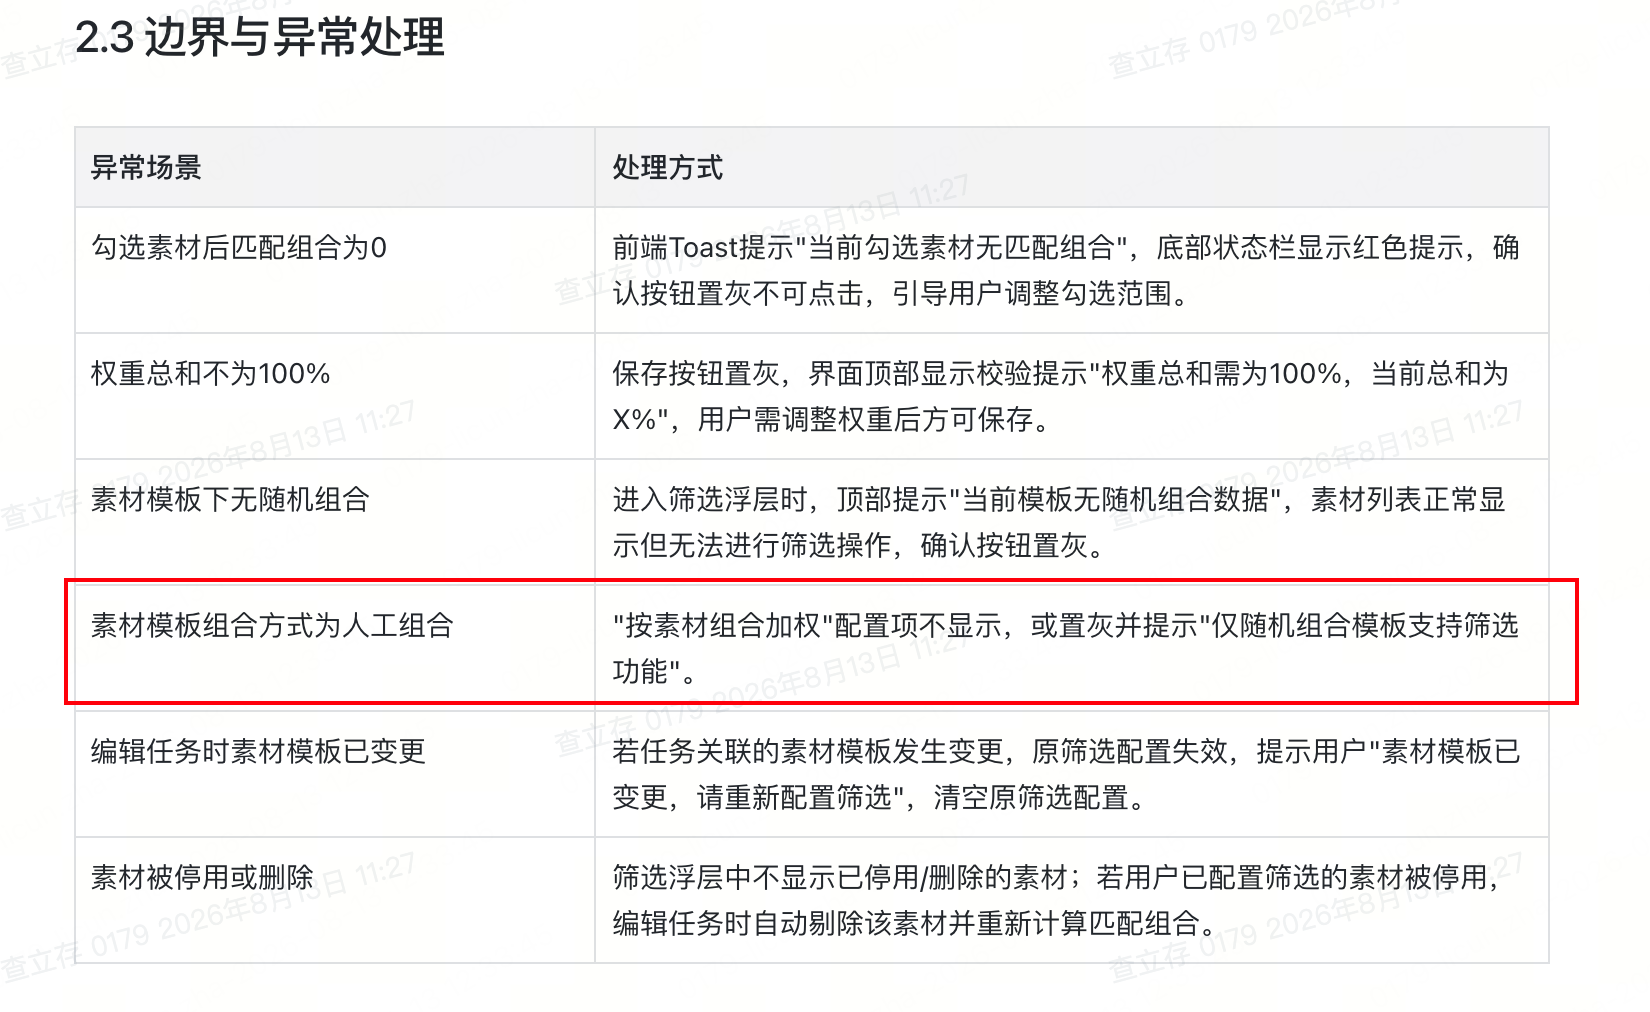 2.3 边界与异常处理
异常场景
处理方式
勾选素材后匹配组合为0
前端Toast提示"当前勾选素材无匹配组合"，底部状态栏显示红色提示，确
认按钮置灰不可点击，引导用户调整勾选范围。
权重总和不为100%
保存按钮置灰，界面顶部显示校验提示"权重总和需为100%，当前总和为
X%"，用户需调整权重后方可保存。
素材模板下无随机组合
进入筛选浮层时，顶部提示"当前模板无随机组合数据"，素材列表正常显
示但无法进行筛选操作，确认按钮置灰。
素材模板组合方式为人工组合
"按素材组合加权"配置项不显示，或置灰并提示"仅随机组合模板支持筛选
功能"。
编辑任务时素材模板已变更
若任务关联的素材模板发生变更，原筛选配置失效，提示用户"素材模板已
变更，请重新配置筛选"，清空原筛选配置。
素材被停用或删除
筛选浮层中不显示已停用/删除的素材；若用户已配置筛选的素材被停用，
编辑任务时自动剔除该素材并重新计算匹配组合。
查立存 0179 2026年8月13日 11:27